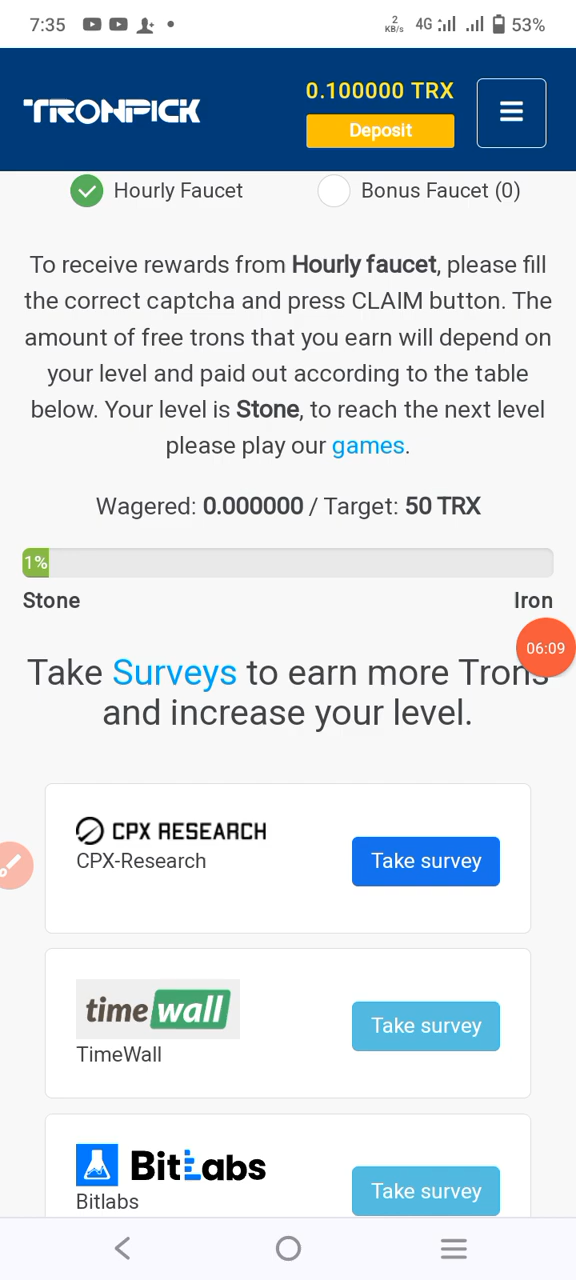 7:35
2
KB/s
4G
53%
TRONPICK
0.100000 TRX
Deposit
Hourly Faucet
Bonus Faucet (0)
To receive rewards from Hourly faucet, please fill
the correct captcha and press CLAIM button. The
amount of free trons that you earn will depend on
your level and paid out according to the table
below. Your level is Stone, to reach the next level
please play our games.
Wagered: 0.000000 / Target: 50 TRX
1%
Stone
Iron
06:09
Take Surveys to earn more Trons
and increase your level.
CPX RESEARCH
CPX-Research
Take survey
time wall
TimeWall
Take survey
BitLabs
Bitlabs
Take survey